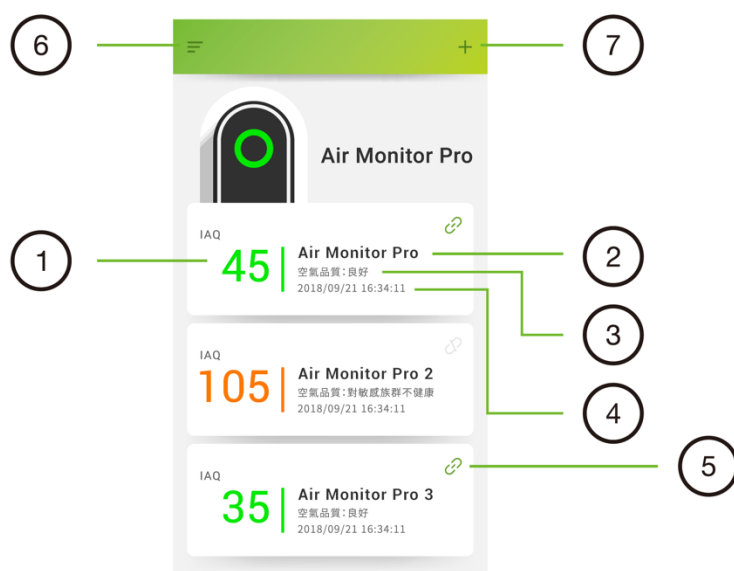 6
7
Air Monitor Pro
IAQ
45
Air Monitor Pro
空氣品質:良好
2018/09/21 16:34:11
1
2
3
IAQ
105
Air Monitor Pro 2
空氣品質:對敏感族群不健康
2018/09/21 16:34:11
4
5
IAQ
35
Air Monitor Pro 3
空氣品質:良好
2018/09/21 16:34:11